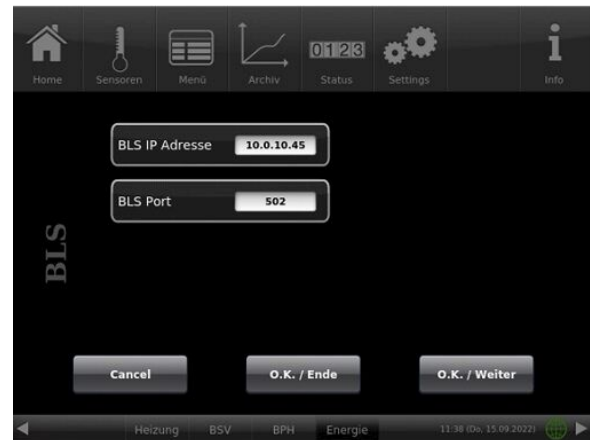 Home Sensoren Menü Archiv 0123 Status Settings Info
BLS IP Adresse 10.0.10.45
BLS Port 502
BLS
Cancel O.K. / Ende O.K. / Weiter
Heizung BSV BPH Energie 11:38 (Do, 15.09.2022)